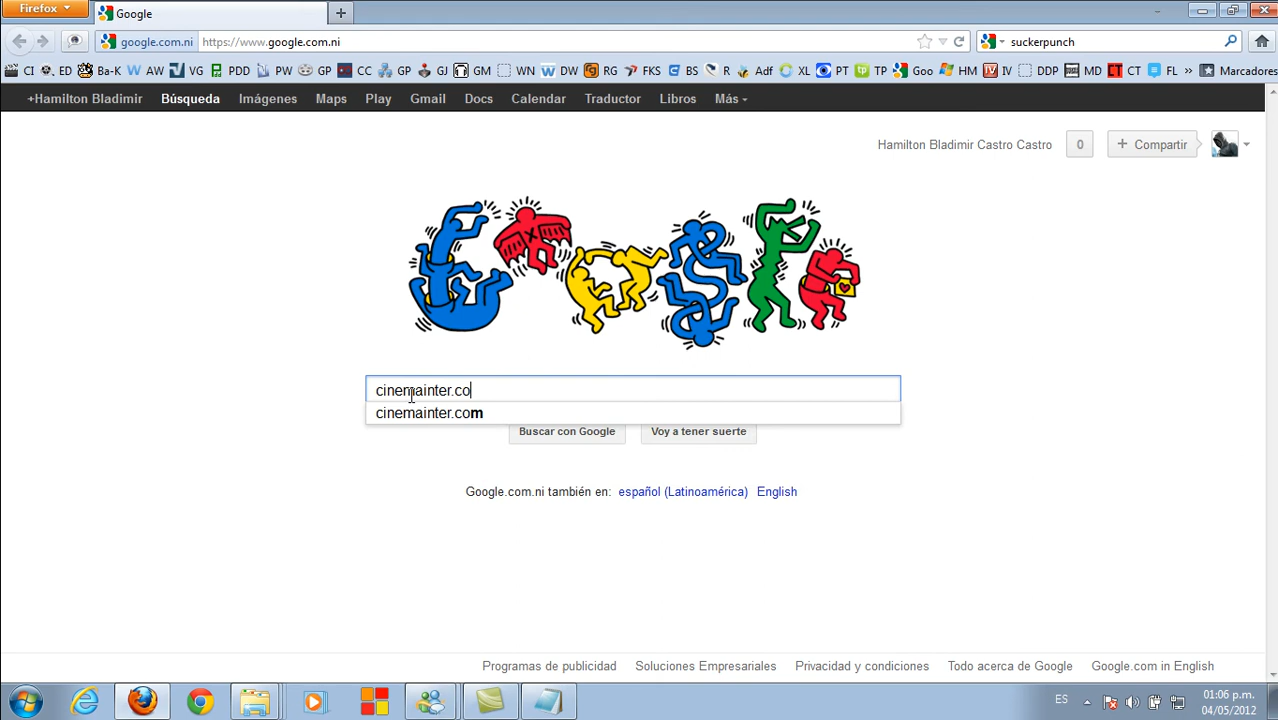 Firefox
Google
google.com.ni https://www.google.com.ni suckerpunch
CI ED Ba-K AW VG PDD PW GP CC GP GJ GM WN DW RG FKS BS R Adf XL PT TP Goo HM IV DDP MD CT FL » Marcadores
+Hamilton Bladimir Búsqueda Imágenes Maps Play Gmail Docs Calendar Traductor Libros Más
Hamilton Bladimir Castro Castro 0 + Compartir
cinemainter.co
cinemainter.com
Buscar con Google Voy a tener suerte
Google.com.ni también en: español (Latinoamérica) English
Programas de publicidad Soluciones Empresariales Privacidad y condiciones Todo acerca de Google Google.com in English
ES 01:06 p.m.
04/05/2012